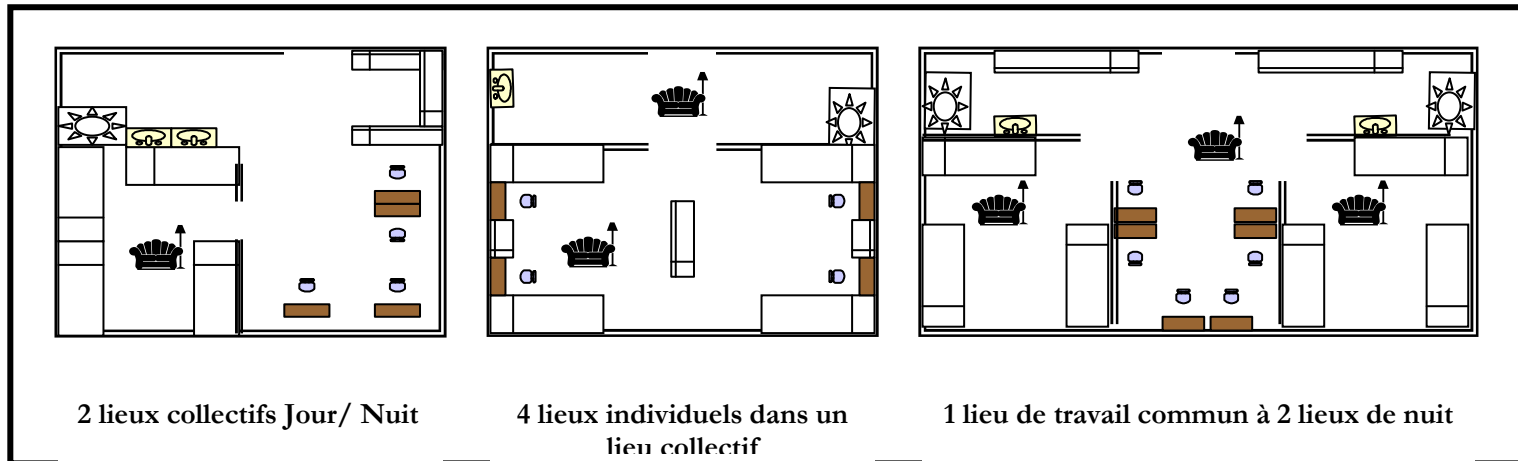 2 lieux collectifs Jour/ Nuit
4 lieux individuels dans un
lieu collectif
1 lieu de travail commun à 2 lieux de nuit